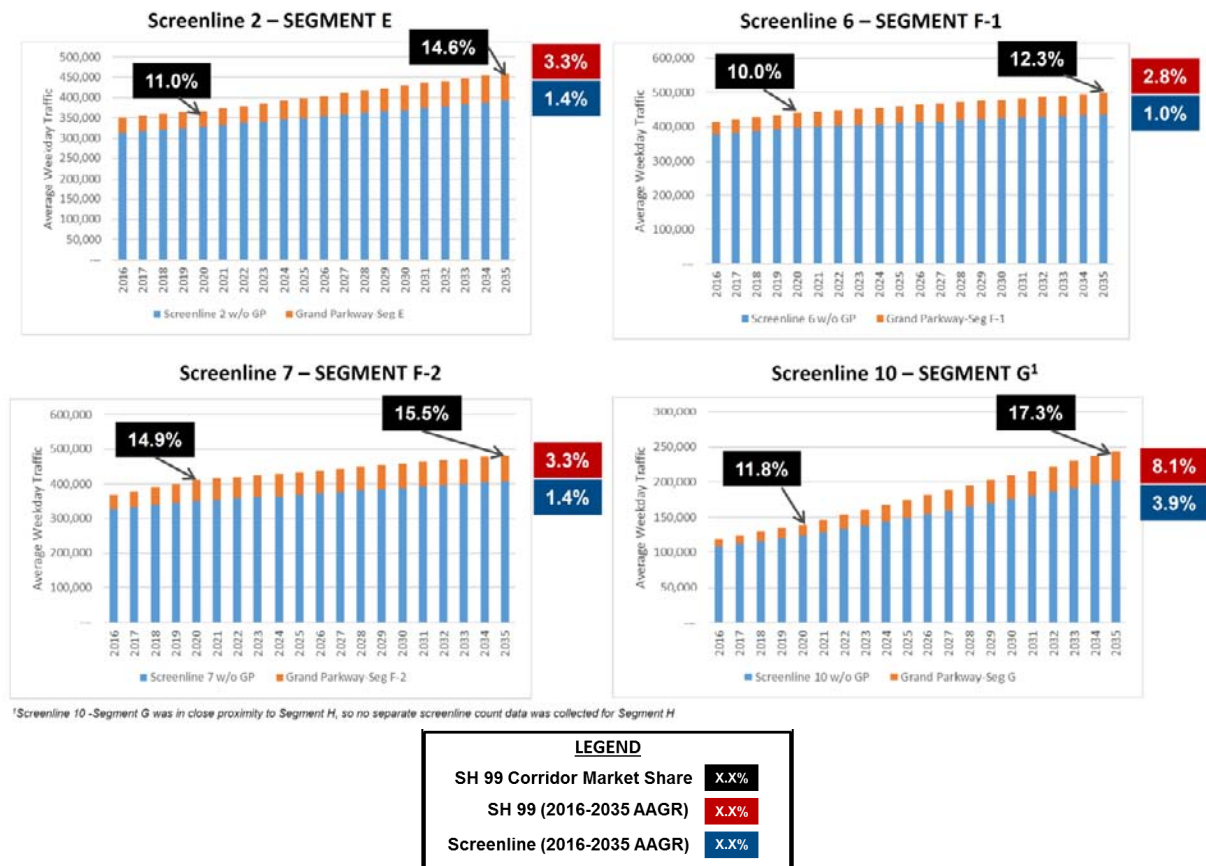 Screenline 2 – SEGMENT E
14.6%
3.3%
11.0%
1.4%
Average Weekday Traffic
500,000
450,000
400,000
350,000
300,000
250,000
200,000
150,000
100,000
50,000
2016 2017 2018 2019 2020 2021 2022 2023 2024 2025 2026 2027 2028 2029 2030 2031 2032 2033 2034 2035
Screenline 2 w/o GP Grand Parkway-Seg E
Screenline 6 – SEGMENT F-1
12.3%
2.8%
10.0%
1.0%
Average Weekday Traffic
600,000
500,000
400,000
300,000
200,000
100,000
2016 2017 2018 2019 2020 2021 2022 2023 2024 2025 2026 2027 2028 2029 2030 2031 2032 2033 2034 2035
Screenline 6 w/o GP Grand Parkway-Seg F-1
Screenline 7 – SEGMENT F-2
15.5%
14.9%
3.3%
1.4%
Average Weekday Traffic
600,000
500,000
400,000
300,000
200,000
100,000
2016 2017 2018 2019 2020 2021 2022 2023 2024 2025 2026 2027 2028 2029 2030 2031 2032 2033 2034 2035
Screenline 7 w/o GP Grand Parkway-Seg F-2
Screenline 10 – SEGMENT G¹
17.3%
11.8%
8.1%
3.9%
Average Weekday Traffic
300,000
250,000
200,000
150,000
100,000
50,000
2016 2017 2018 2019 2020 2021 2022 2023 2024 2025 2026 2027 2028 2029 2030 2031 2032 2033 2034 2035
Screenline 10 w/o GP Grand Parkway-Seg G
¹Screenline 10 -Segment G was in close proximity to Segment H, so no separate screenline count data was collected for Segment H
LEGEND
SH 99 Corridor Market Share X.X%
SH 99 (2016-2035 AAGR) X.X%
Screenline (2016-2035 AAGR) X.X%